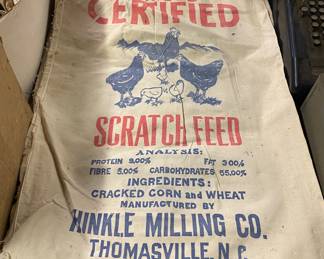 CERTIFIED
SCRATCH FEED
ANALYSIS:
PROTEIN 9.00% FAT 3.00%
FIBRE 5.00% CARBOHYDRATES 55.00%
INGREDIENTS:
CRACKED CORN and WHEAT
MANUFACTURED BY
HINKLE MILLING CO.
THOMASVILLE, N.C.